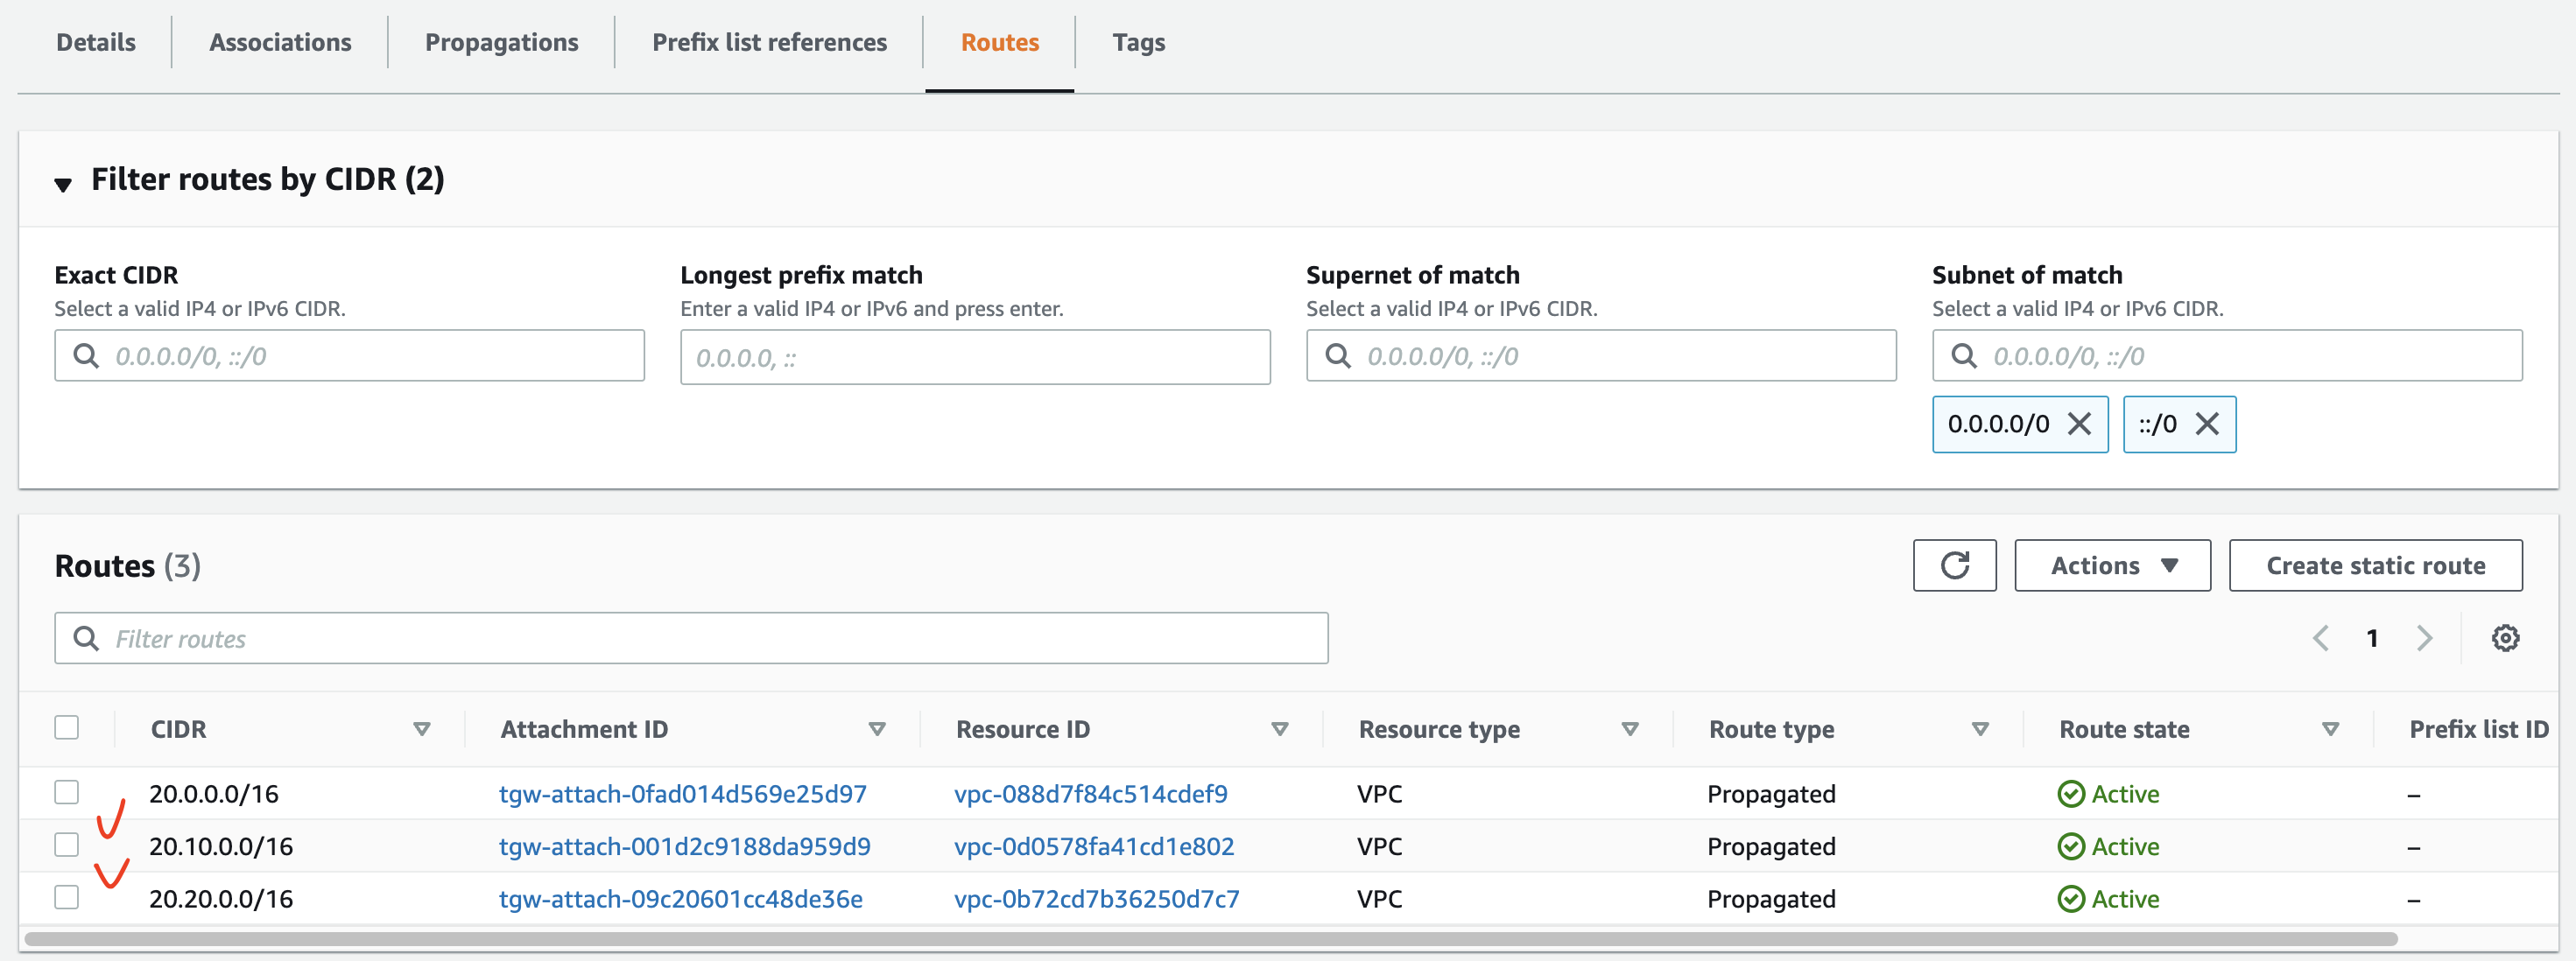 Details Associations Propagations Prefix list references Routes Tags
Filter routes by CIDR (2)
Exact CIDR Longest prefix match Supernet of match Subnet of match
Select a valid IP4 or IPv6 CIDR. Enter a valid IP4 or IPv6 and press enter. Select a valid IP4 or IPv6 CIDR. Select a valid IP4 or IPv6 CIDR.
0.0.0.0/0, ::/0 0.0.0.0, :: 0.0.0.0/0, ::/0 0.0.0.0/0, ::/0
0.0.0.0/0 ::/0
Routes (3) Actions Create static route
Filter routes 1
CIDR Attachment ID Resource ID Resource type Route type Route state Prefix list ID
20.0.0.0/16 tgw-attach-0fad014d569e25d97 vpc-088d7f84c514cdef9 VPC Propagated Active –
20.10.0.0/16 tgw-attach-001d2c9188da959d9 vpc-0d0578fa41cd1e802 VPC Propagated Active –
20.20.0.0/16 tgw-attach-09c20601cc48de36e vpc-0b72cd7b36250d7c7 VPC Propagated Active –